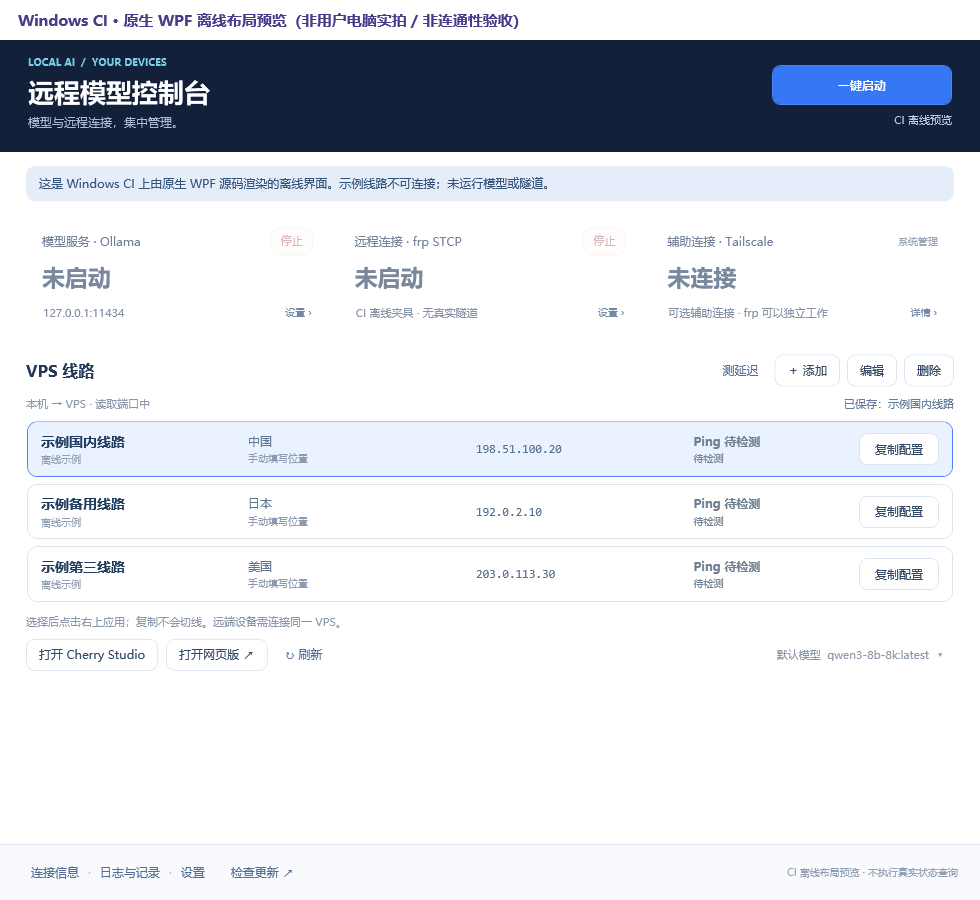 Windows CI • 原生 WPF 离线布局预览（非用户电脑实拍 / 非连通性验收）
LOCAL AI / YOUR DEVICES
远程模型控制台
模型与远程连接，集中管理。
一键启动
CI 离线预览
这是 Windows CI 上由原生 WPF 源码渲染的离线界面。示例线路不可连接；未运行模型或隧道。
模型服务 · Ollama
停止
未启动
127.0.0.1:11434
设置 ›
远程连接 · frp STCP
停止
未启动
CI 离线夹具 · 无真实隧道
设置 ›
辅助连接 · Tailscale
系统管理
未连接
可选辅助连接 · frp 可以独立工作
详情 ›
VPS 线路
测延迟
+ 添加
编辑
删除
本机 → VPS · 读取端口中
已保存：示例国内线路
示例国内线路
离线示例
中国
手动填写位置
198.51.100.20
Ping 待检测
待检测
复制配置
示例备用线路
离线示例
日本
手动填写位置
192.0.2.10
Ping 待检测
待检测
复制配置
示例第三线路
离线示例
美国
手动填写位置
203.0.113.30
Ping 待检测
待检测
复制配置
选择后点击右上应用；复制不会切线。远端设备需连接同一 VPS。
打开 Cherry Studio
打开网页版 ↗
↻ 刷新
默认模型 qwen3-8b-8k:latest ▾
连接信息 · 日志与记录 · 设置 检查更新 ↗
CI 离线布局预览 · 不执行真实状态查询